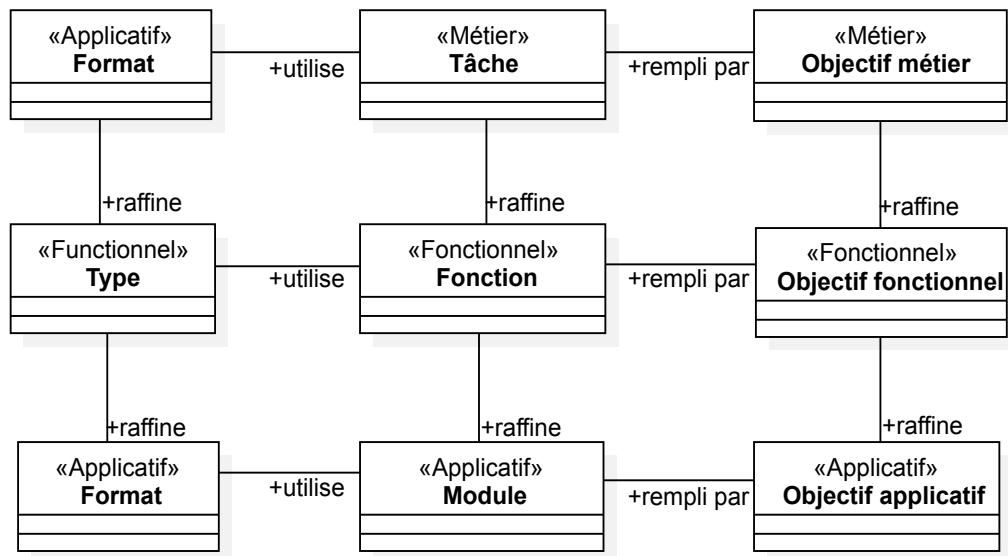 «Applicatif»
Format
+utilise
«Métier»
Tâche
+rempli par
«Métier»
Objectif métier
+raffine
+raffine
+raffine
«Functionnel»
Type
+utilise
«Fonctionnel»
Fonction
+rempli par
«Fonctionnel»
Objectif fonctionnel
+raffine
+raffine
+raffine
«Applicatif»
Format
+utilise
«Applicatif»
Module
+rempli par
«Applicatif»
Objectif applicatif